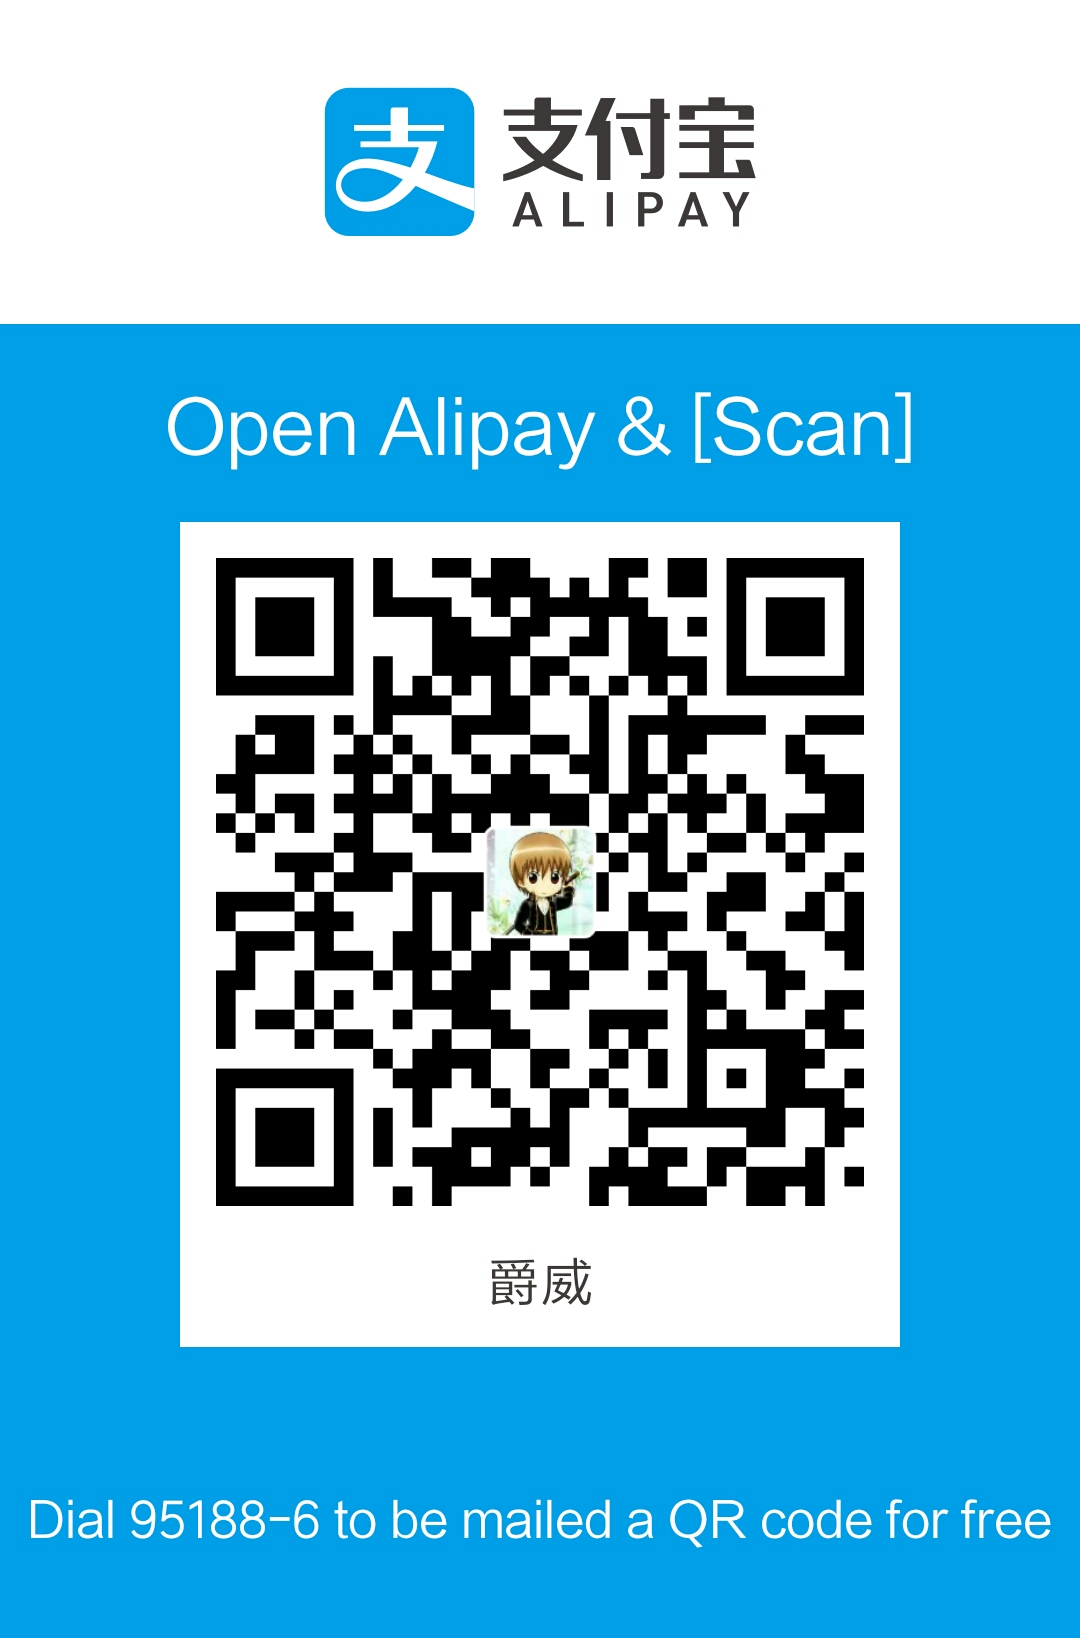 支
支付宝
ALIPAY
Open Alipay & [Scan]
爵威
Dial 95188-6 to be mailed a QR code for free